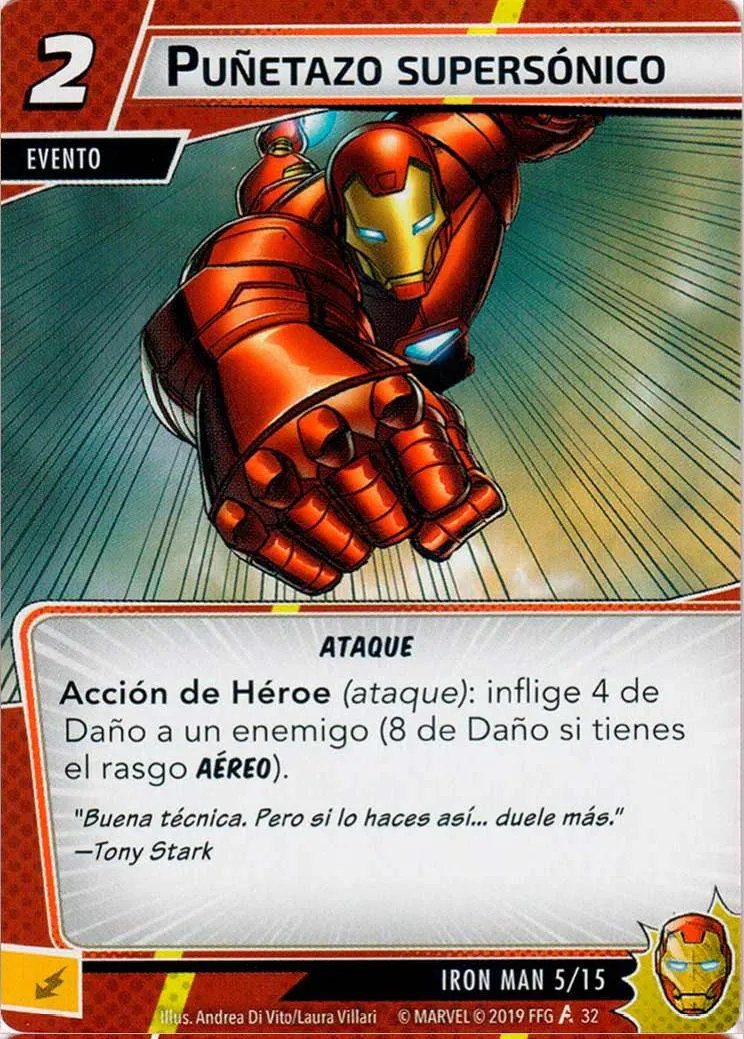 2
PUÑETAZO SUPERSÓNICO
EVENTO
ATAQUE
Acción de Héroe (ataque): inflige 4 de
Daño a un enemigo (8 de Daño si tienes
el rasgo AÉREO).
"Buena técnica. Pero si lo haces así... duele más."
—Tony Stark
IRON MAN 5/15
Illus. Andrea Di Vito/Laura Villari © MARVEL © 2019 FFG 32